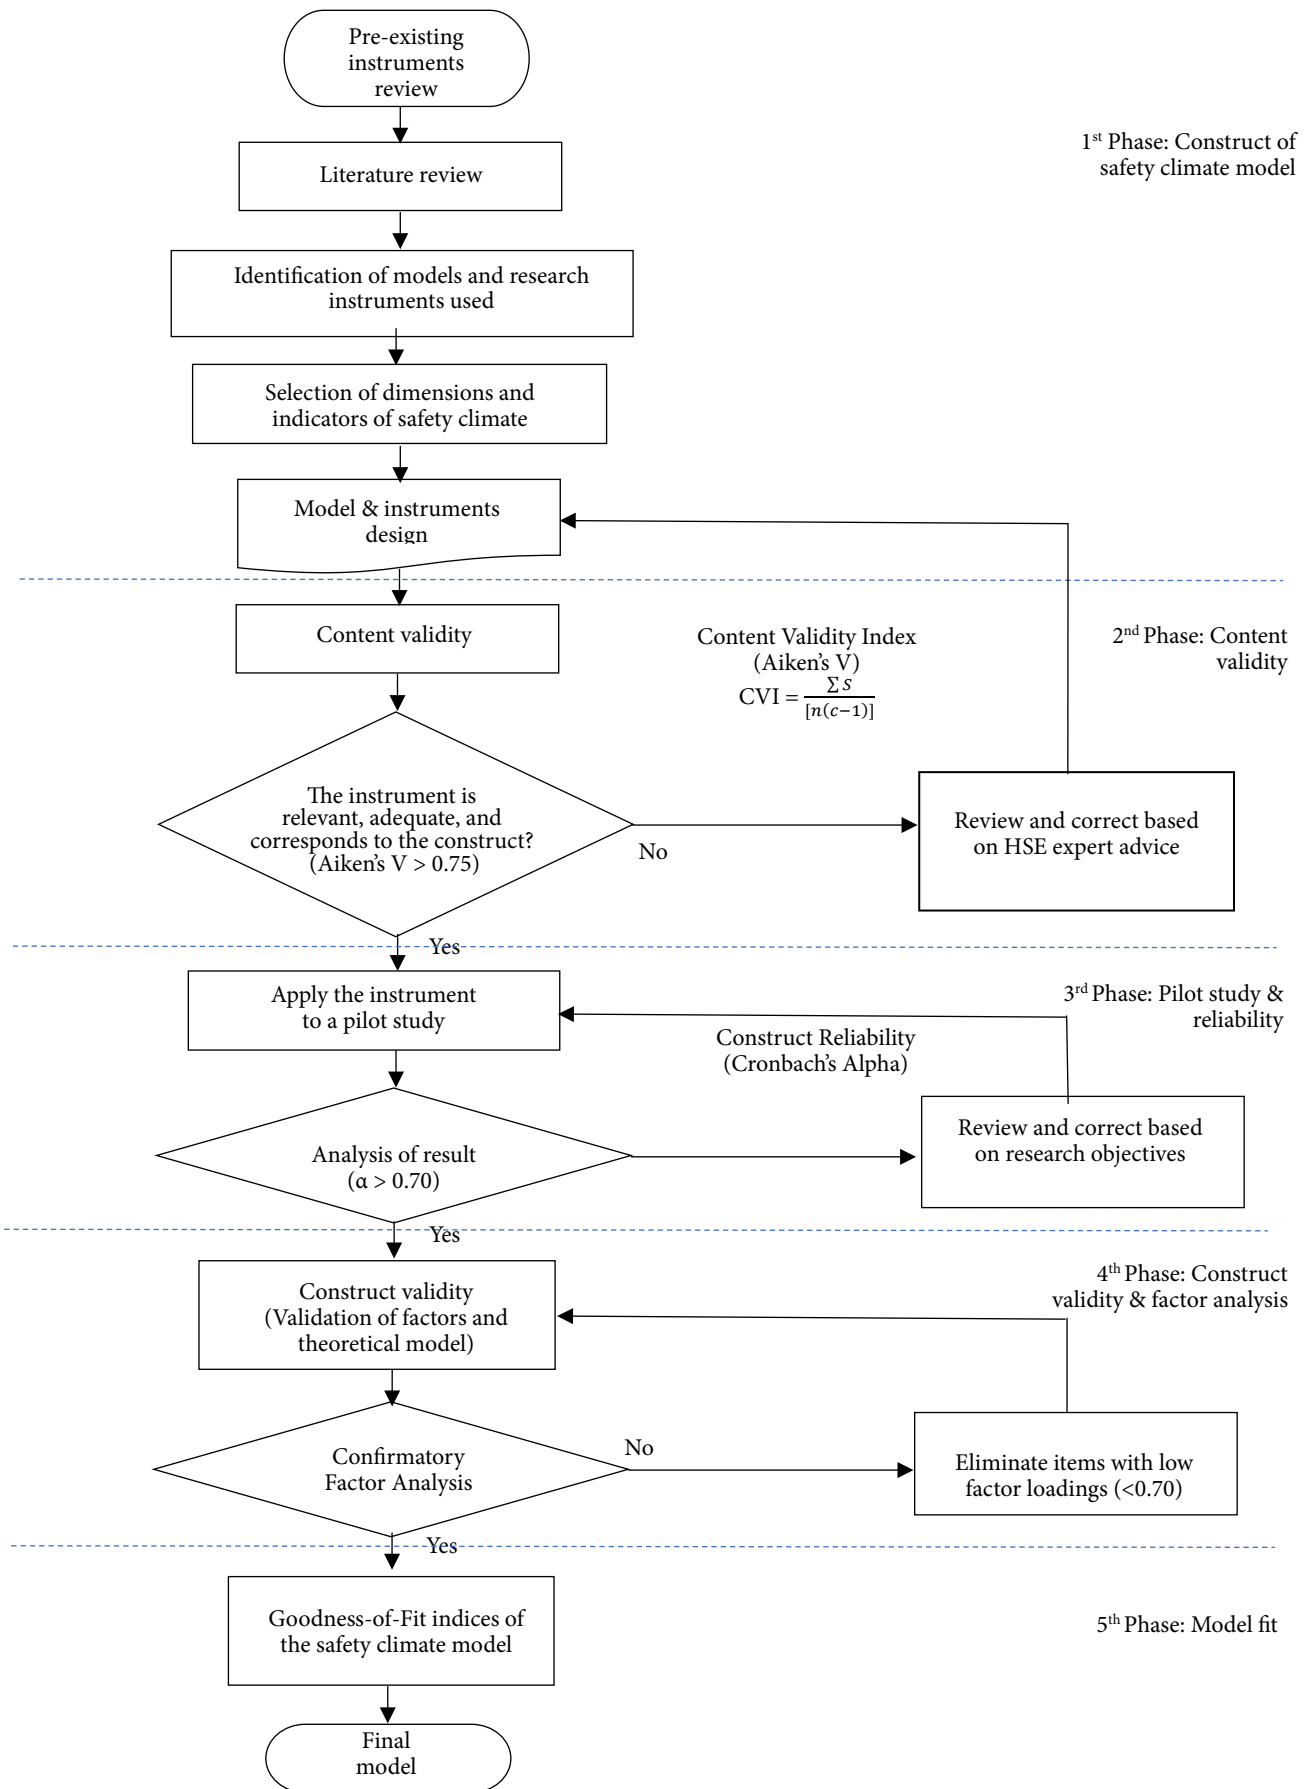 Pre-existing
instruments
review
1st Phase: Construct of
safety climate model
Literature review
Identification of models and research
instruments used
Selection of dimensions and
indicators of safety climate
Model & instruments
design
Content validity
Content Validity Index
(Aiken's V)
CVI = ∑ S / [n(c−1)]
2nd Phase: Content
validity
The instrument is
relevant, adequate, and
corresponds to the construct?
(Aiken's V > 0.75)
No
Review and correct based
on HSE expert advice
Yes
Apply the instrument
to a pilot study
3rd Phase: Pilot study &
reliability
Construct Reliability
(Cronbach's Alpha)
Analysis of result
(α > 0.70)
Review and correct based
on research objectives
Yes
Construct validity
(Validation of factors and
theoretical model)
4th Phase: Construct
validity & factor analysis
Confirmatory
Factor Analysis
No
Eliminate items with low
factor loadings (<0.70)
Yes
Goodness-of-Fit indices of
the safety climate model
5th Phase: Model fit
Final
model